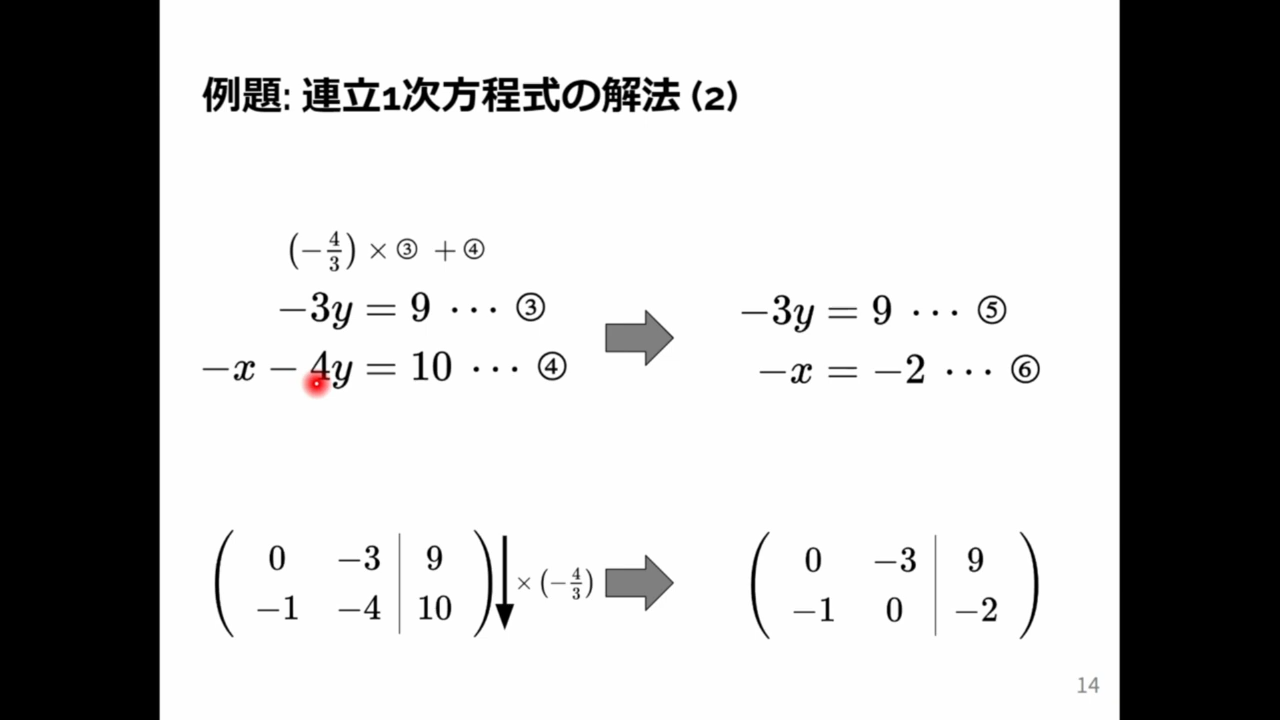 例題: 連立1次方程式の解法 (2)
(−4/3) × ③ + ④
−3y = 9 ⋯ ③
−x − 4y = 10 ⋯ ④
−3y = 9 ⋯ ⑤
−x = −2 ⋯ ⑥
0 −3 | 9
−1 −4 | 10
× (−4/3)
0 −3 | 9
−1 0 | −2
14